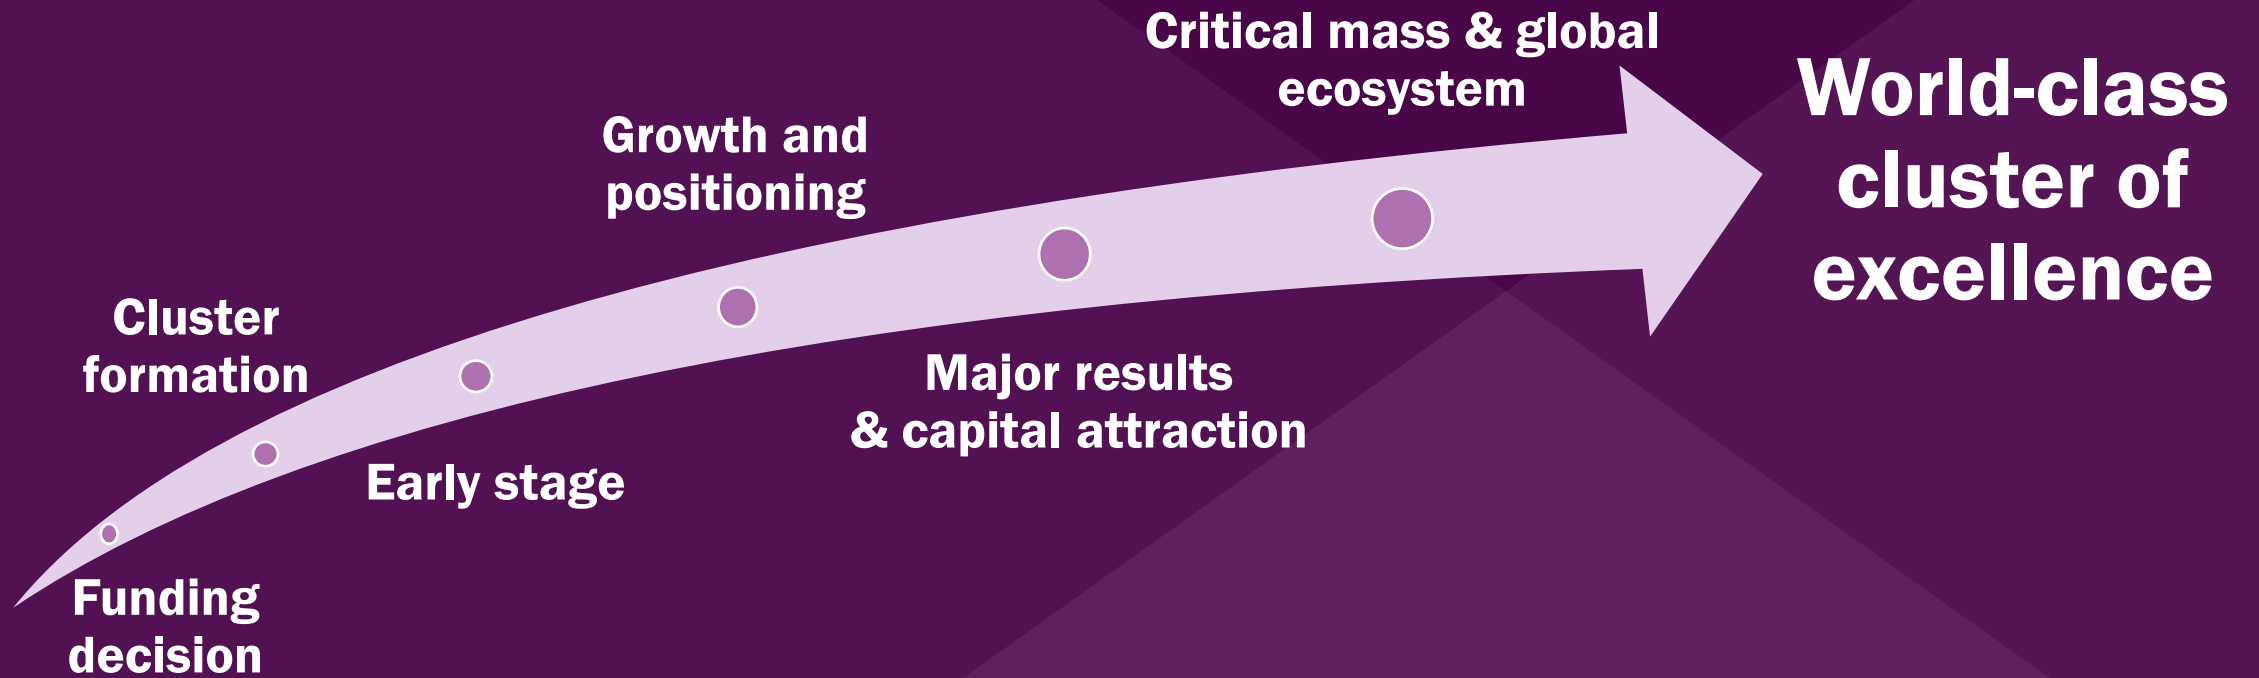 Funding
decision
Cluster
formation
Early stage
Growth and
positioning
Major results
& capital attraction
Critical mass & global
ecosystem
World-class
cluster of
excellence